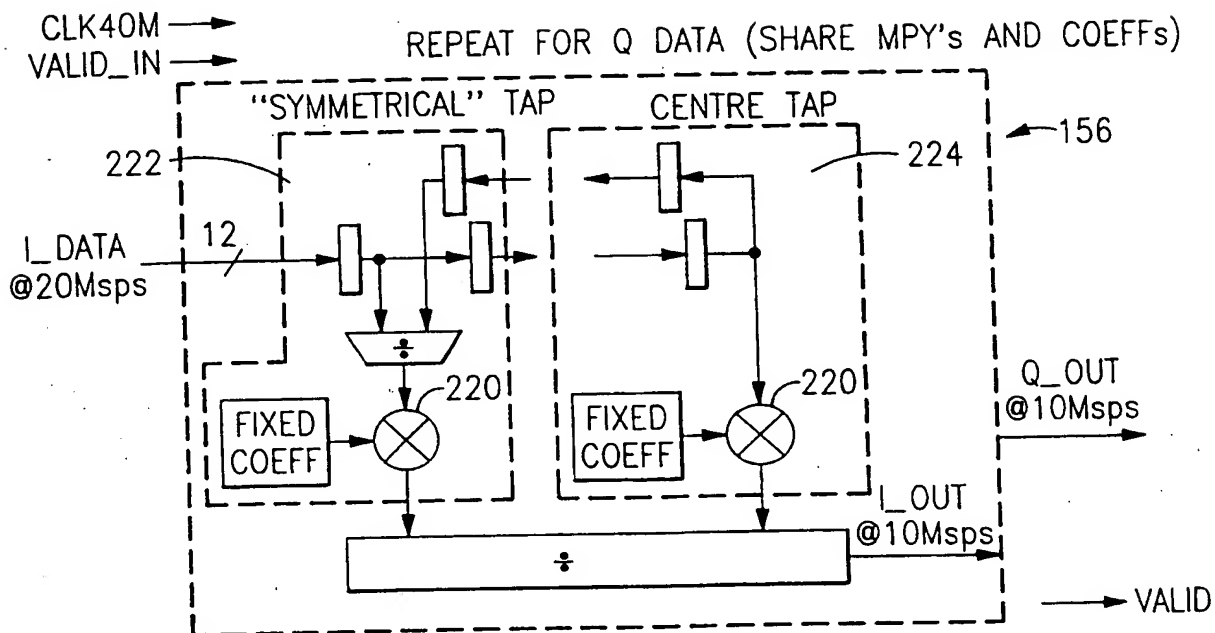 CLK40M
VALID_IN
REPEAT FOR Q DATA (SHARE MPY's AND COEFFs)
"SYMMETRICAL" TAP
CENTRE TAP
156
222
224
I_DATA
@20Msps
12
÷
220
220
FIXED
COEFF
FIXED
COEFF
Q_OUT
@10Msps
I_OUT
@10Msps
÷
VALID